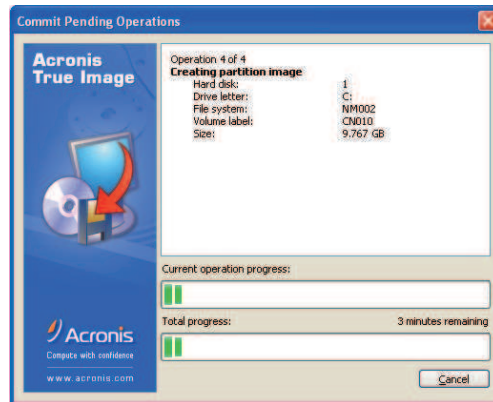 Commit Pending Operations
Acronis
True Image
Operation 4 of 4
Creating partition image
Hard disk: 1
Drive letter: C:
File system: NM002
Volume label: CN010
Size: 9.767 GB
Current operation progress:
Total progress: 3 minutes remaining
Acronis
Compute with confidence
www.acronis.com
Cancel